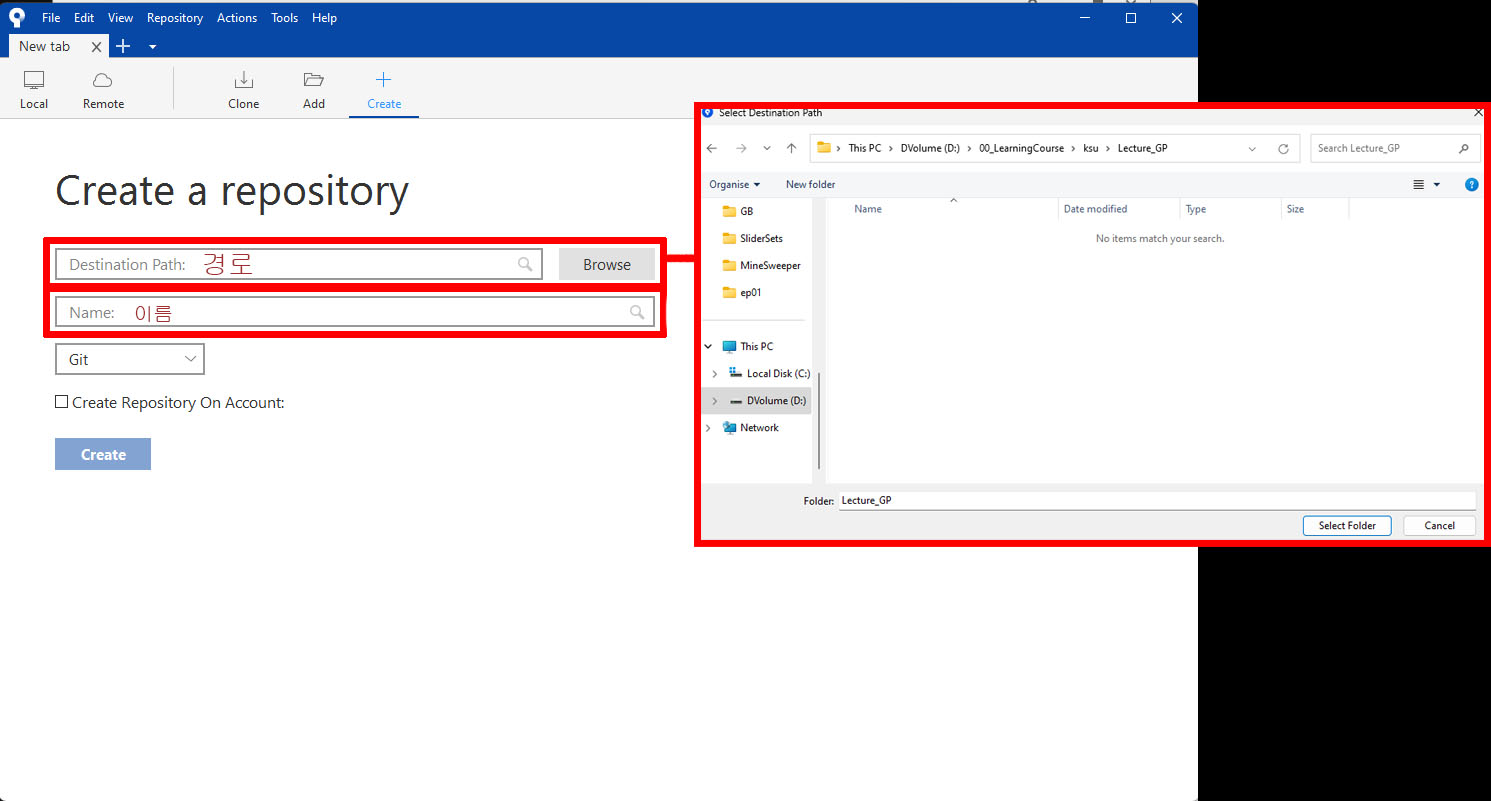 File Edit View Repository Actions Tools Help
New tab
Local Remote Clone Add Create
Create a repository
Destination Path: 경로 Browse
Name: 이름
Git
Create Repository On Account:
Create
Select Destination Path
This PC DVolume (D:) 00_LearningCourse ksu Lecture_GP Search Lecture_GP
Organise New folder
Name Date modified Type Size
No items match your search.
GB
SliderSets
MineSweeper
ep01
This PC
Local Disk (C:)
DVolume (D:)
Network
Folder: Lecture_GP
Select Folder Cancel